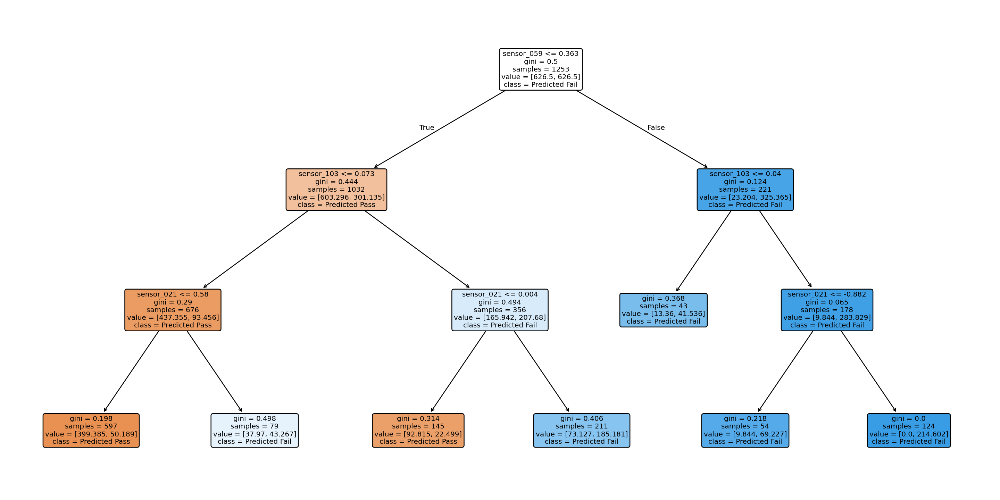 sensor_059 <= 0.363
gini = 0.5
samples = 1253
value = [626.5, 626.5]
class = Predicted Fail
True
False
sensor_103 <= 0.073
gini = 0.444
samples = 1032
value = [603.296, 301.135]
class = Predicted Pass
sensor_103 <= 0.04
gini = 0.124
samples = 221
value = [23.204, 325.365]
class = Predicted Fail
sensor_021 <= 0.58
gini = 0.29
samples = 676
value = [437.355, 93.456]
class = Predicted Pass
sensor_021 <= 0.004
gini = 0.494
samples = 356
value = [165.942, 207.68]
class = Predicted Fail
gini = 0.368
samples = 43
value = [13.36, 41.536]
class = Predicted Fail
sensor_021 <= -0.882
gini = 0.065
samples = 178
value = [9.844, 283.829]
class = Predicted Fail
gini = 0.198
samples = 597
value = [399.385, 50.189]
class = Predicted Pass
gini = 0.498
samples = 79
value = [37.97, 43.267]
class = Predicted Fail
gini = 0.314
samples = 145
value = [92.815, 22.499]
class = Predicted Pass
gini = 0.406
samples = 211
value = [73.127, 185.181]
class = Predicted Fail
gini = 0.218
samples = 54
value = [9.844, 69.227]
class = Predicted Fail
gini = 0.0
samples = 124
value = [0.0, 214.602]
class = Predicted Fail